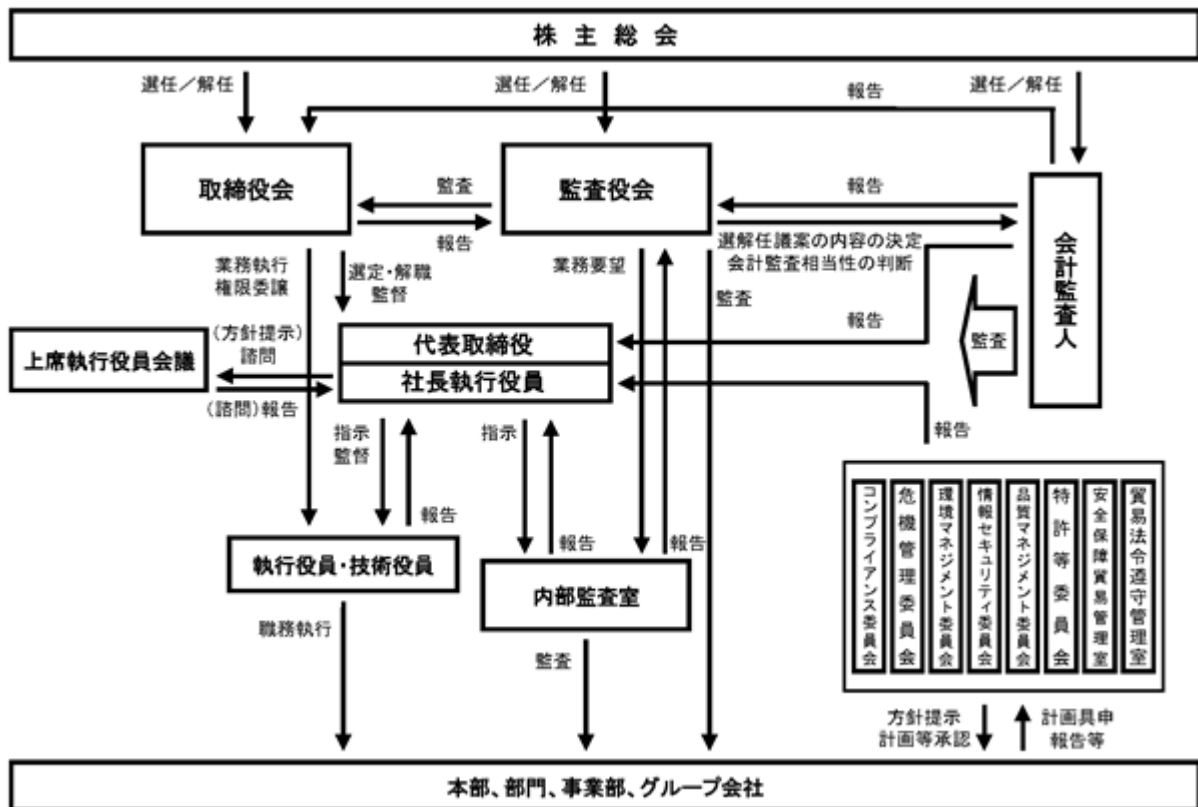 株主総会
選任／解任
選任／解任
報告
選任／解任
取締役会
監査
報告
監査役会
報告
選解任議案の内容の決定
会計監査相当性の判断
会計監査人
業務執行
権限委譲
選定・解職
監督
業務要望
監査
報告
監査
上席執行役員会議
(方針提示)
諮問
(諮問)報告
代表取締役
社長執行役員
報告
指示
監督
報告
指示
報告
報告
執行役員・技術役員
内部監査室
コンプライアンス委員会
危機管理委員会
環境マネジメント委員会
情報セキュリティ委員会
品質マネジメント委員会
特許等委員会
安全保障貿易管理室
貿易法令遵守管理室
職務執行
監査
方針提示
計画等承認
計画具申
報告等
本部、部門、事業部、グループ会社